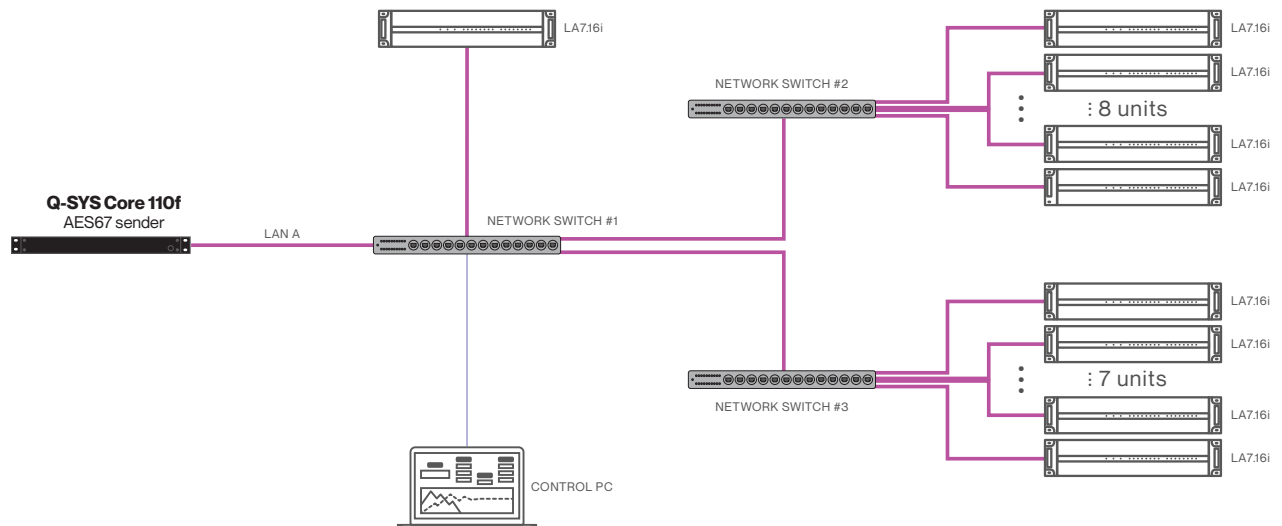 LA7.16i
NETWORK SWITCH #2
LA7.16i
LA7.16i
⋮ 8 units
LA7.16i
LA7.16i
Q-SYS Core 110f
AES67 sender
LAN A
NETWORK SWITCH #1
LA7.16i
LA7.16i
⋮ 7 units
NETWORK SWITCH #3
LA7.16i
LA7.16i
CONTROL PC